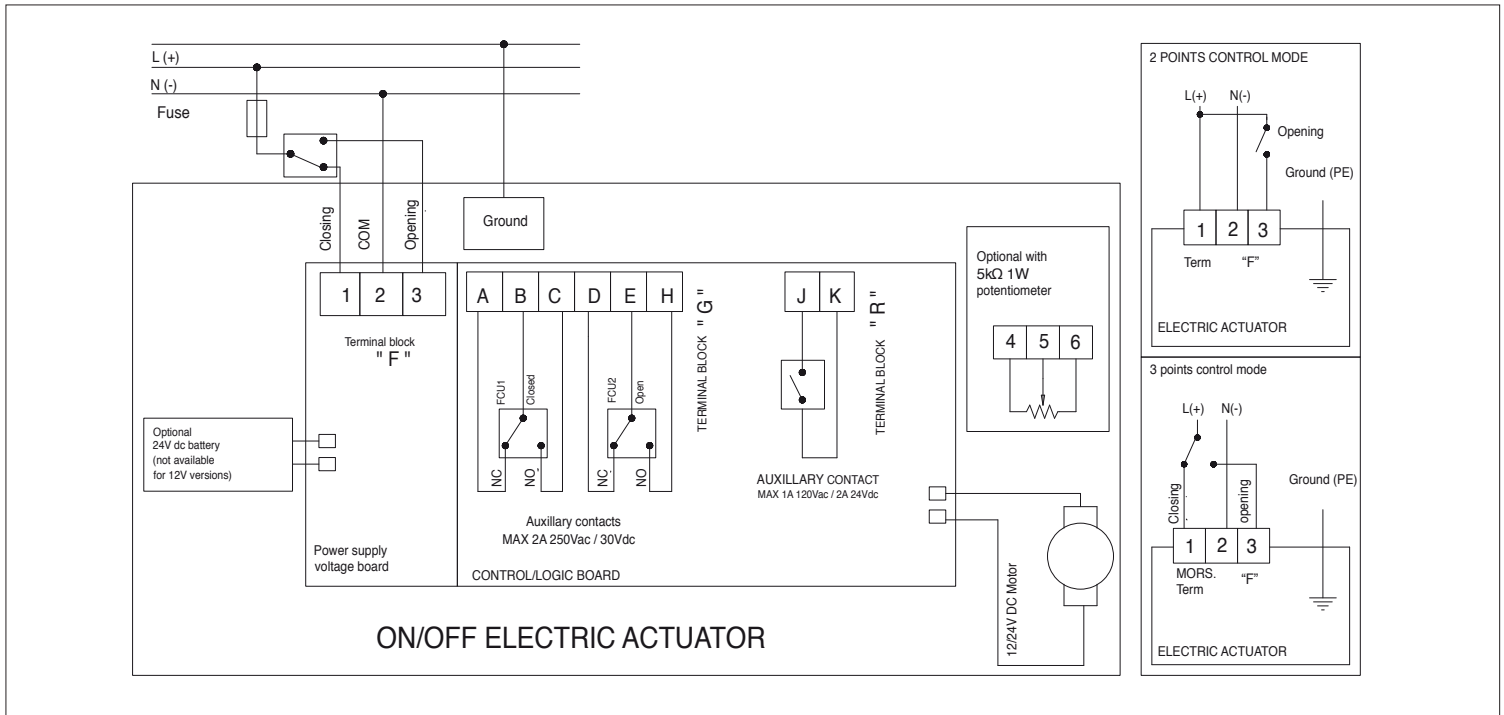 L (+)
N (-)
Fuse
Closing
COM
Opening
Ground
1 2 3
Terminal block
" F "
Optional
24V dc battery
(not available
for 12V versions)
Power supply
voltage board
A B C D E H
TERMINAL BLOCK " G "
FCU1
Closed
FCU2
Open
NC
NO
NC
NO
Auxillary contacts
MAX 2A 250Vac / 30Vdc
CONTROL/LOGIC BOARD
J K
TERMINAL BLOCK " R "
AUXILLARY CONTACT
MAX 1A 120Vac / 2A 24Vdc
Optional with
5kΩ 1W
potentiometer
4 5 6
12/24V DC Motor
ON/OFF ELECTRIC ACTUATOR
2 POINTS CONTROL MODE
L(+) N(-)
Opening
Ground (PE)
1 2 3
Term "F"
ELECTRIC ACTUATOR
3 points control mode
L(+) N(-)
Closing
opening
Ground (PE)
1 2 3
MORS.
Term "F"
ELECTRIC ACTUATOR